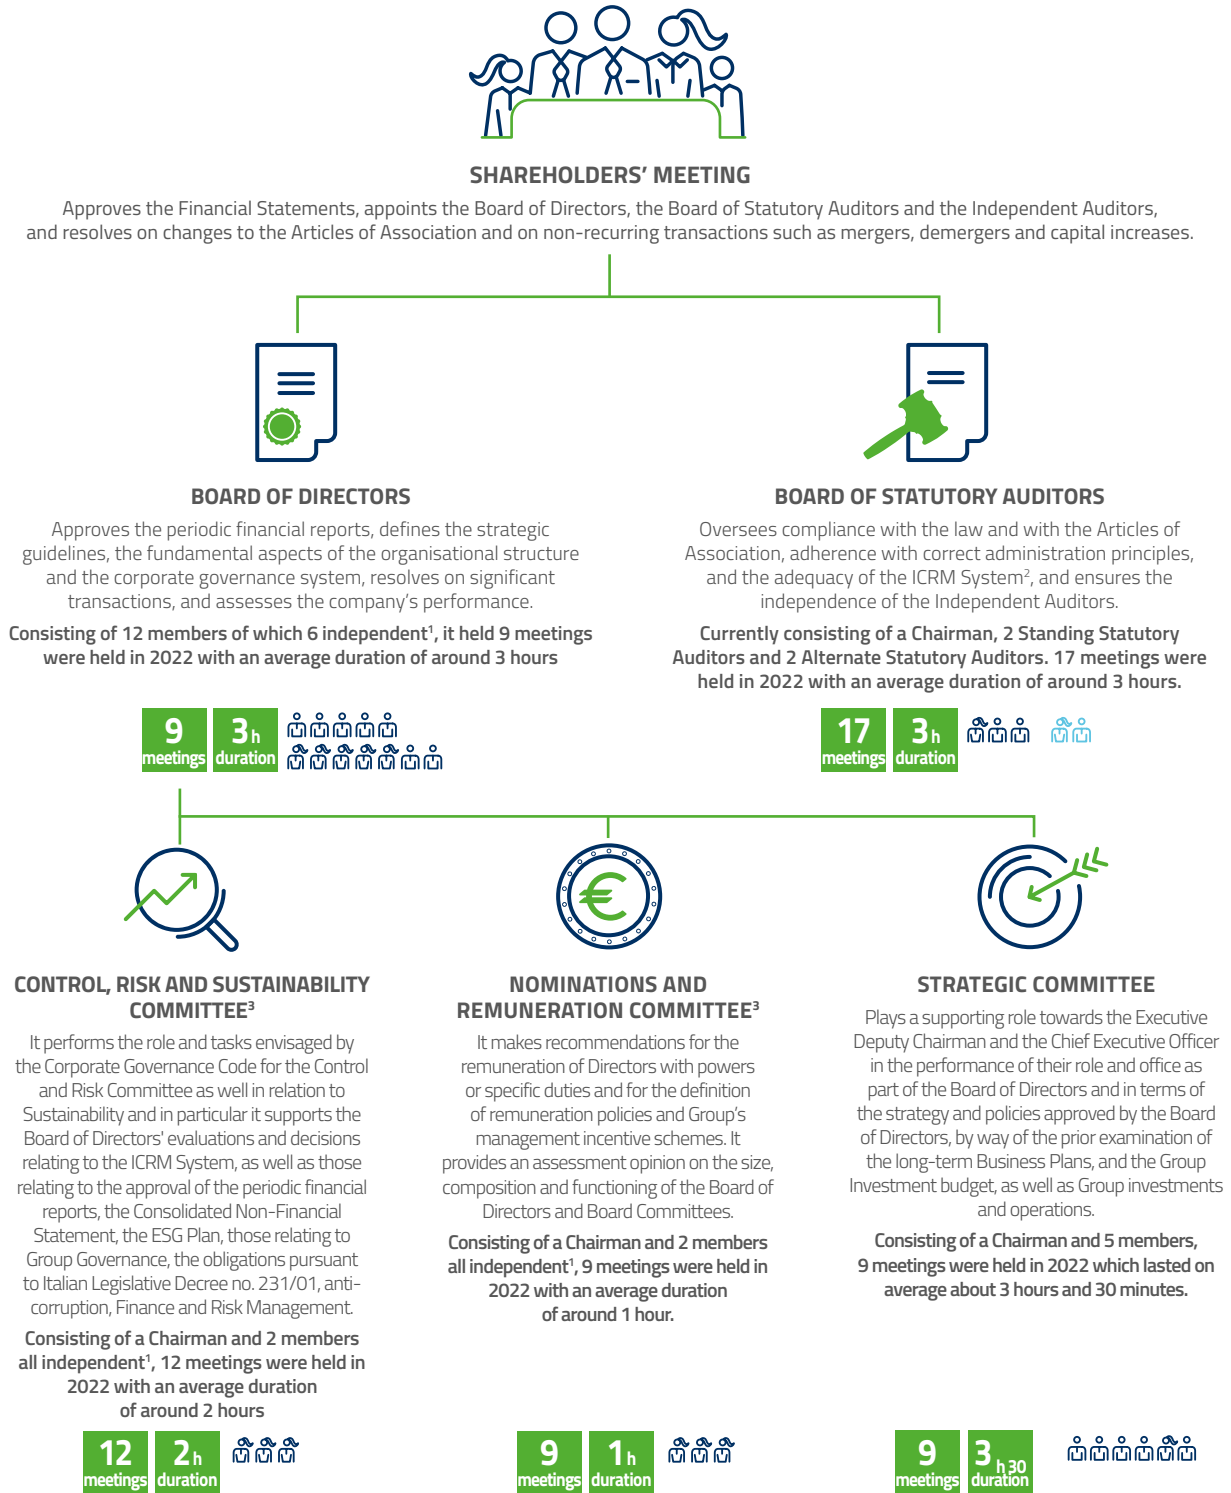 SHAREHOLDERS’ MEETING
Approves the Financial Statements, appoints the Board of Directors, the Board of Statutory Auditors and the Independent Auditors,
and resolves on changes to the Articles of Association and on non-recurring transactions such as mergers, demergers and capital increases.
BOARD OF DIRECTORS
Approves the periodic financial reports, defines the strategic
guidelines, the fundamental aspects of the organisational structure
and the corporate governance system, resolves on significant
transactions, and assesses the company’s performance.
Consisting of 12 members of which 6 independent¹, it held 9 meetings
were held in 2022 with an average duration of around 3 hours
9
meetings
3 h
duration
BOARD OF STATUTORY AUDITORS
Oversees compliance with the law and with the Articles of
Association, adherence with correct administration principles,
and the adequacy of the ICRM System², and ensures the
independence of the Independent Auditors.
Currently consisting of a Chairman, 2 Standing Statutory
Auditors and 2 Alternate Statutory Auditors. 17 meetings were
held in 2022 with an average duration of around 3 hours.
17
meetings
3 h
duration
CONTROL, RISK AND SUSTAINABILITY
COMMITTEE³
It performs the role and tasks envisaged by
the Corporate Governance Code for the Control
and Risk Committee as well in relation to
Sustainability and in particular it supports the
Board of Directors' evaluations and decisions
relating to the ICRM System, as well as those
relating to the approval of the periodic financial
reports, the Consolidated Non-Financial
Statement, the ESG Plan, those relating to
Group Governance, the obligations pursuant
to Italian Legislative Decree no. 231/01, anti-
corruption, Finance and Risk Management.
Consisting of a Chairman and 2 members
all independent¹, 12 meetings were held in
2022 with an average duration
of around 2 hours
12
meetings
2 h
duration
NOMINATIONS AND
REMUNERATION COMMITTEE³
It makes recommendations for the
remuneration of Directors with powers
or specific duties and for the definition
of remuneration policies and Group’s
management incentive schemes. It
provides an assessment opinion on the size,
composition and functioning of the Board of
Directors and Board Committees.
Consisting of a Chairman and 2 members
all independent¹, 9 meetings were held in
2022 with an average duration
of around 1 hour.
9
meetings
1 h
duration
STRATEGIC COMMITTEE
Plays a supporting role towards the Executive
Deputy Chairman and the Chief Executive Officer
in the performance of their role and office as
part of the Board of Directors and in terms of
the strategy and policies approved by the Board
of Directors, by way of the prior examination of
the long-term Business Plans, and the Group
Investment budget, as well as Group investments
and operations.
Consisting of a Chairman and 5 members,
9 meetings were held in 2022 which lasted on
average about 3 hours and 30 minutes.
9
meetings
3 h 30
duration